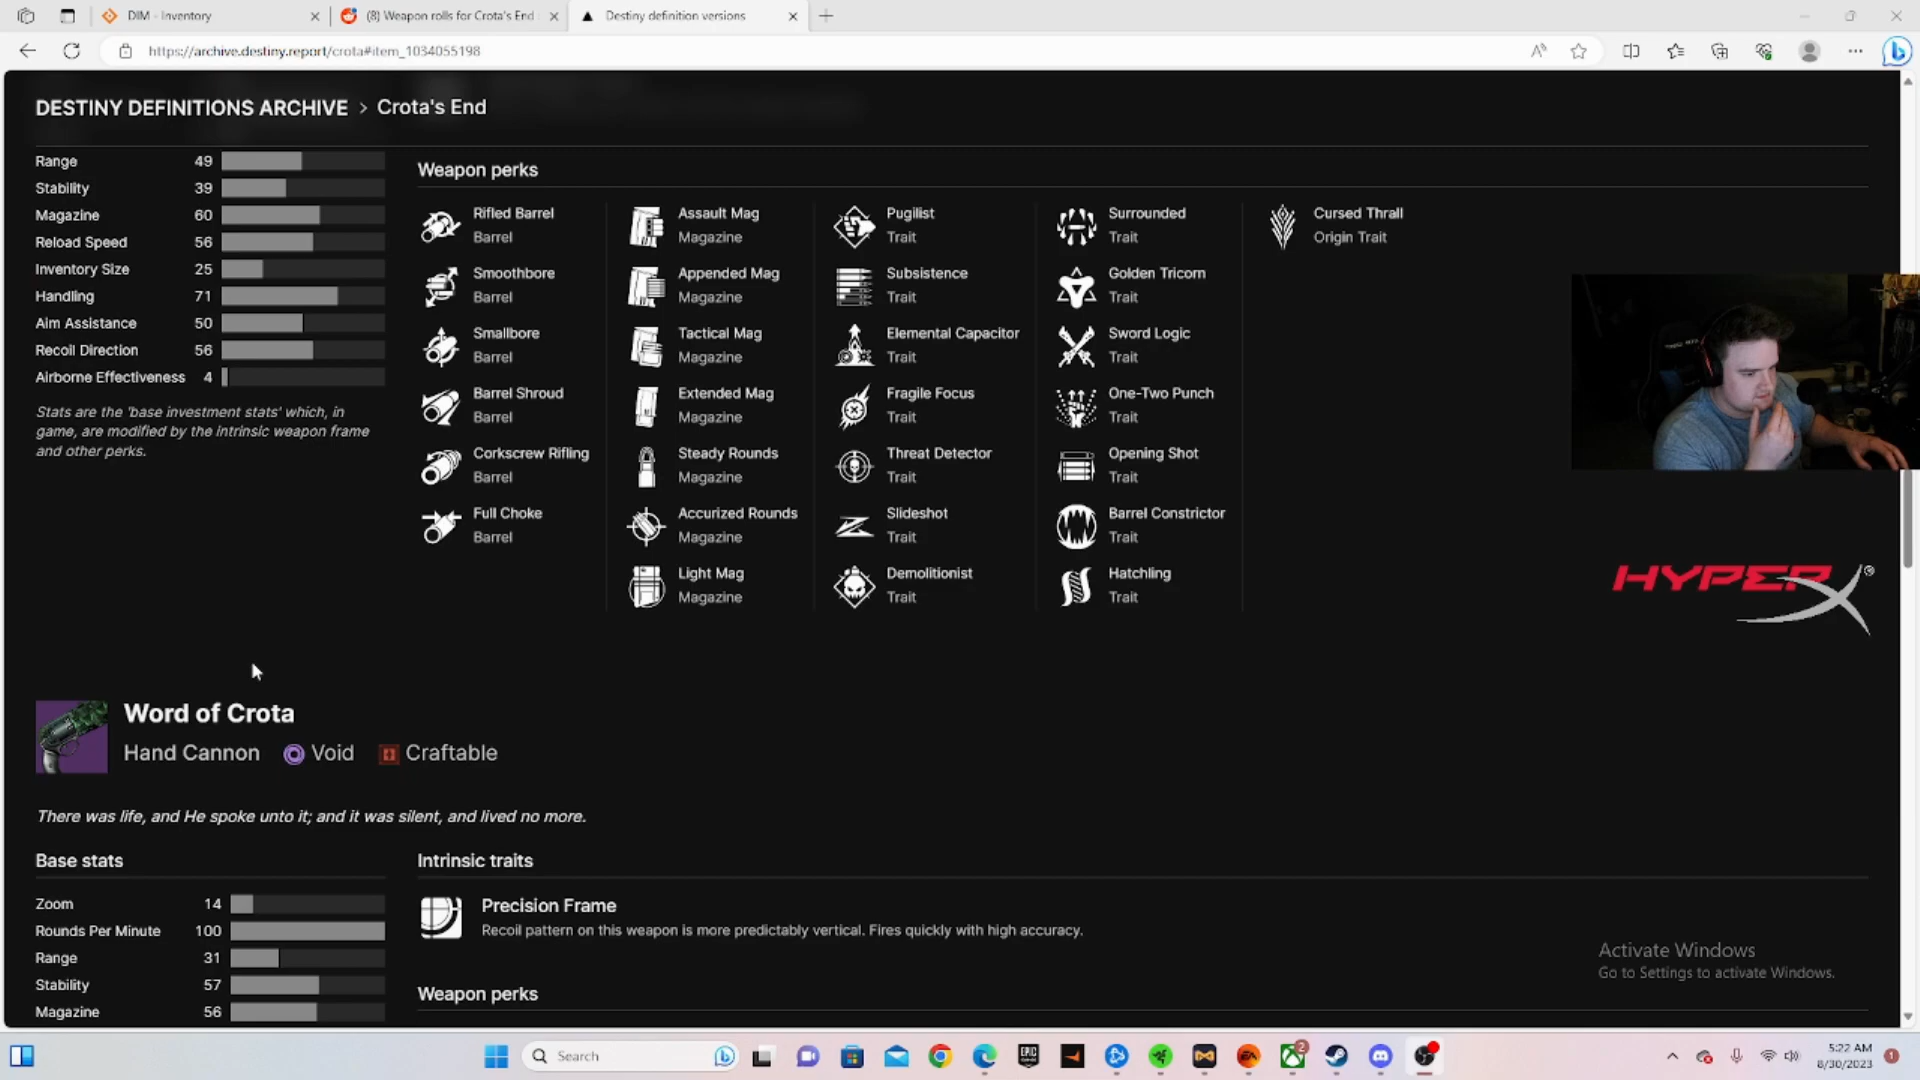 DIM - Inventory
(8) Weapon rolls for Crota's End
Destiny definition versions
https://archive.destiny.report/crota#item_1034055198
DESTINY DEFINITIONS ARCHIVE > Crota's End
Range 49
Stability 39
Magazine 60
Reload Speed 56
Inventory Size 25
Handling 71
Aim Assistance 50
Recoil Direction 56
Airborne Effectiveness 4
Stats are the 'base investment stats' which, in
game, are modified by the intrinsic weapon frame
and other perks.
Weapon perks
Rifled Barrel
Barrel
Smoothbore
Barrel
Smallbore
Barrel
Barrel Shroud
Barrel
Corkscrew Rifling
Barrel
Full Choke
Barrel
Assault Mag
Magazine
Appended Mag
Magazine
Tactical Mag
Magazine
Extended Mag
Magazine
Steady Rounds
Magazine
Accurized Rounds
Magazine
Light Mag
Magazine
Pugilist
Trait
Subsistence
Trait
Elemental Capacitor
Trait
Fragile Focus
Trait
Threat Detector
Trait
Slideshot
Trait
Demolitionist
Trait
Surrounded
Trait
Golden Tricorn
Trait
Sword Logic
Trait
One-Two Punch
Trait
Opening Shot
Trait
Barrel Constrictor
Trait
Hatchling
Trait
Cursed Thrall
Origin Trait
HYPERX®
Word of Crota
Hand Cannon Void Craftable
There was life, and He spoke unto it; and it was silent, and lived no more.
Base stats
Zoom 14
Rounds Per Minute 100
Range 31
Stability 57
Magazine 56
Intrinsic traits
Precision Frame
Recoil pattern on this weapon is more predictably vertical. Fires quickly with high accuracy.
Weapon perks
Activate Windows
Go to Settings to activate Windows.
Search
EPIC
2
5:22 AM
8/30/2023
1